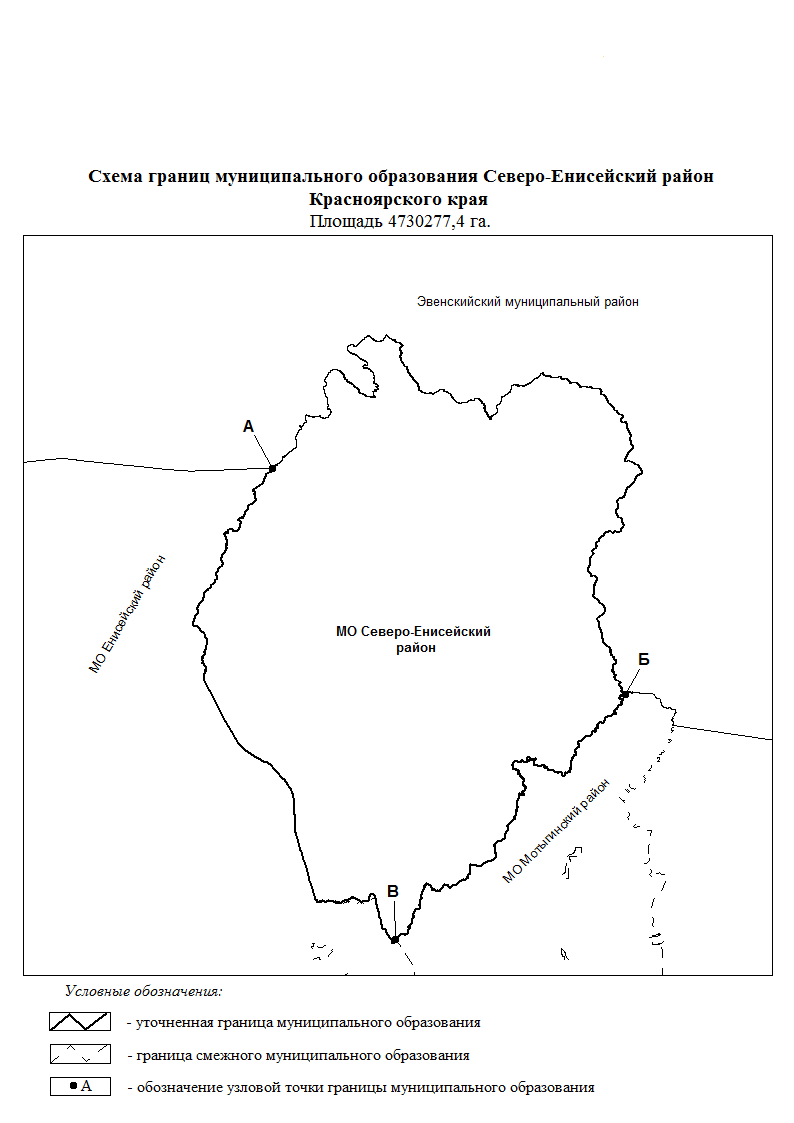 Схема границ муниципального образования Северо-Енисейский район
Красноярского края
Площадь 4730277,4 га.
Эвенскийский муниципальный район
А
МО Енисейский район
МО Северо-Енисейский
район
Б
МО Мотыгинский район
В
Условные обозначения:
- уточненная граница муниципального образования
- граница смежного муниципального образования
А - обозначение узловой точки границы муниципального образования